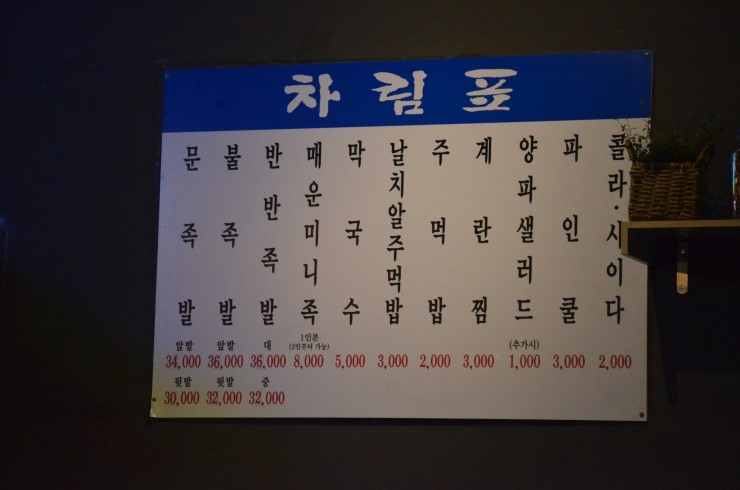 차림표
문족발
불족발
반반족발
매운미니족
막국수
날치알주먹밥
주먹밥
계란찜
양파샐러드
파인쿨
콜라·시이다
앞발 앞발 대 1인분 (추가시)
(2인부터 가능)
34,000 36,000 36,000 8,000 5,000 3,000 2,000 3,000 1,000 3,000 2,000
뒷발 뒷발 중
30,000 32,000 32,000